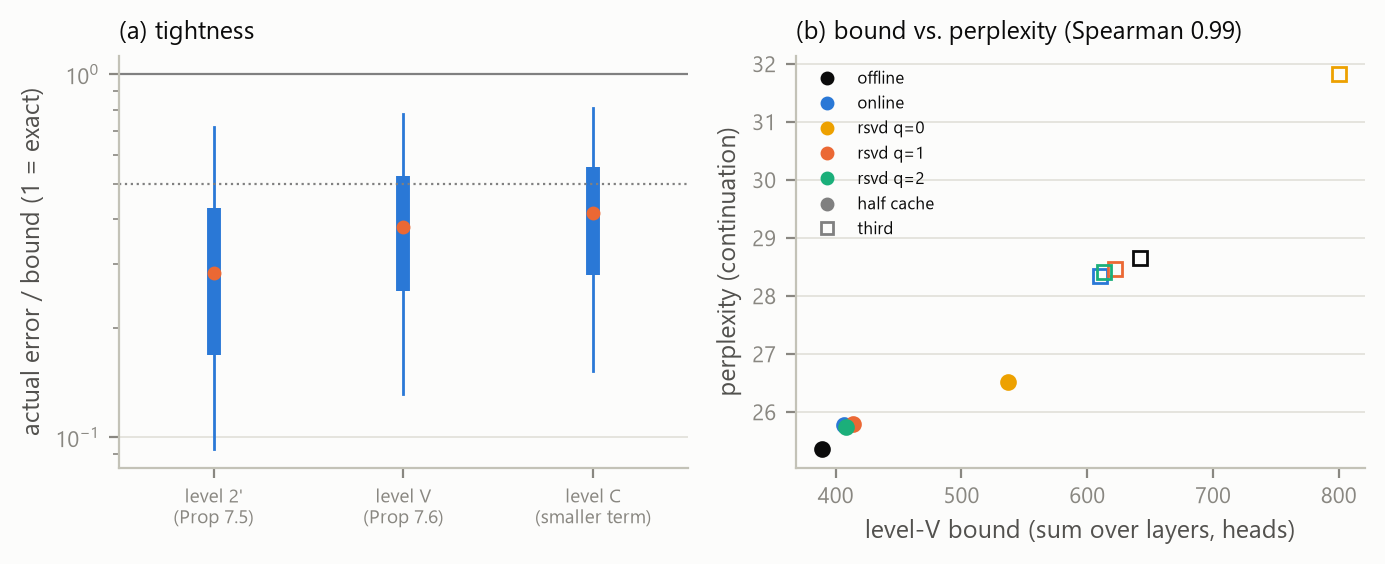 (a) tightness
actual error / bound (1 = exact)
10⁰
10⁻¹
level 2'
(Prop 7.5)
level V
(Prop 7.6)
level C
(smaller term)
(b) bound vs. perplexity (Spearman 0.99)
perplexity (continuation)
32
31
30
29
28
27
26
offline
online
rsvd q=0
rsvd q=1
rsvd q=2
half cache
third
400
500
600
700
800
level-V bound (sum over layers, heads)